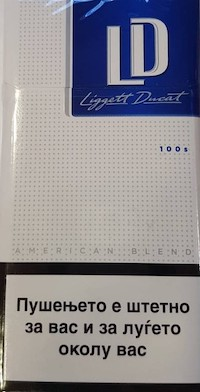 LD
Liggett Ducat
100s
AMERICAN BLEND
Пушењето е штетно
за вас и за луѓето
околу вас